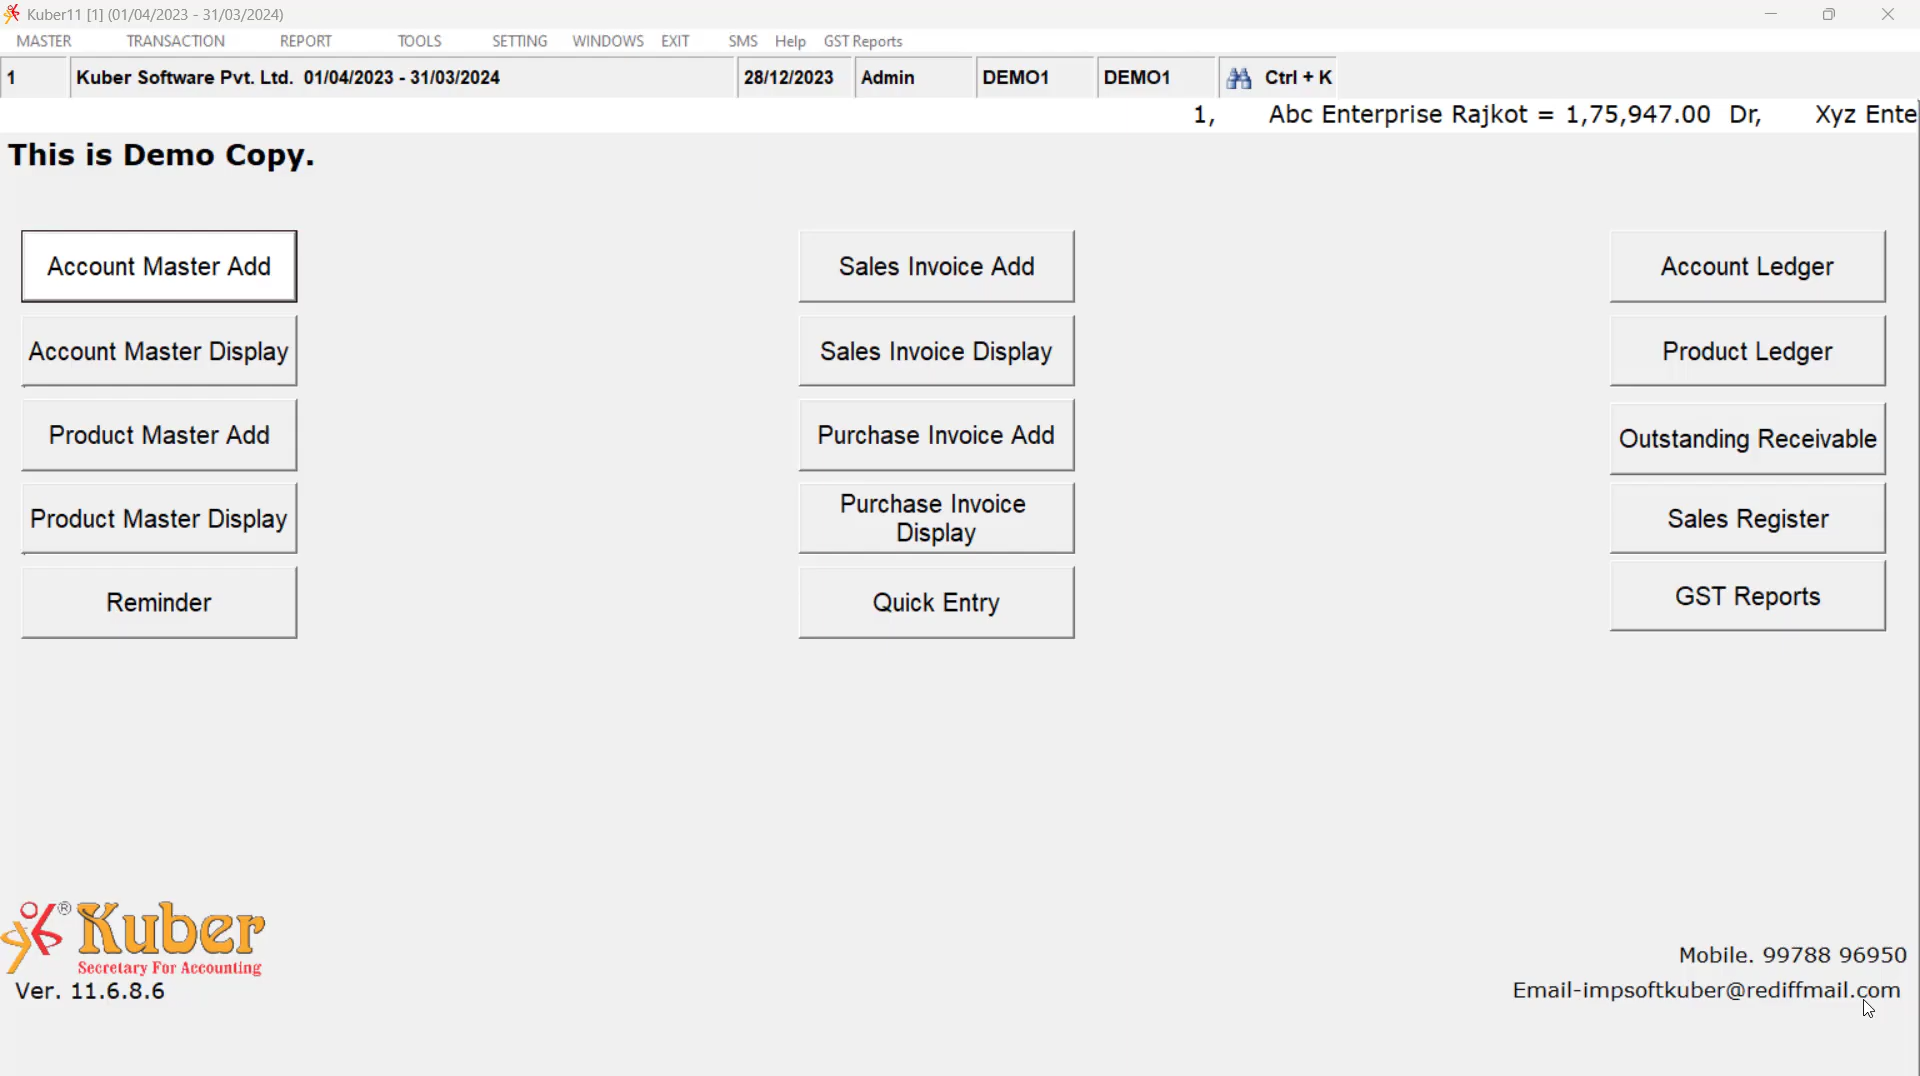 Kuber11 [1] (01/04/2023 - 31/03/2024)
MASTER TRANSACTION REPORT TOOLS SETTING WINDOWS EXIT SMS Help GST Reports
1 Kuber Software Pvt. Ltd. 01/04/2023 - 31/03/2024 28/12/2023 Admin DEMO1 DEMO1 Ctrl + K
1, Abc Enterprise Rajkot = 1,75,947.00 Dr, Xyz Ente
This is Demo Copy.
Account Master Add
Account Master Display
Product Master Add
Product Master Display
Reminder
Sales Invoice Add
Sales Invoice Display
Purchase Invoice Add
Purchase Invoice
Display
Quick Entry
Account Ledger
Product Ledger
Outstanding Receivable
Sales Register
GST Reports
® Kuber
Secretary For Accounting
Ver. 11.6.8.6
Mobile. 99788 96950
Email-impsoftkuber@rediffmail.com